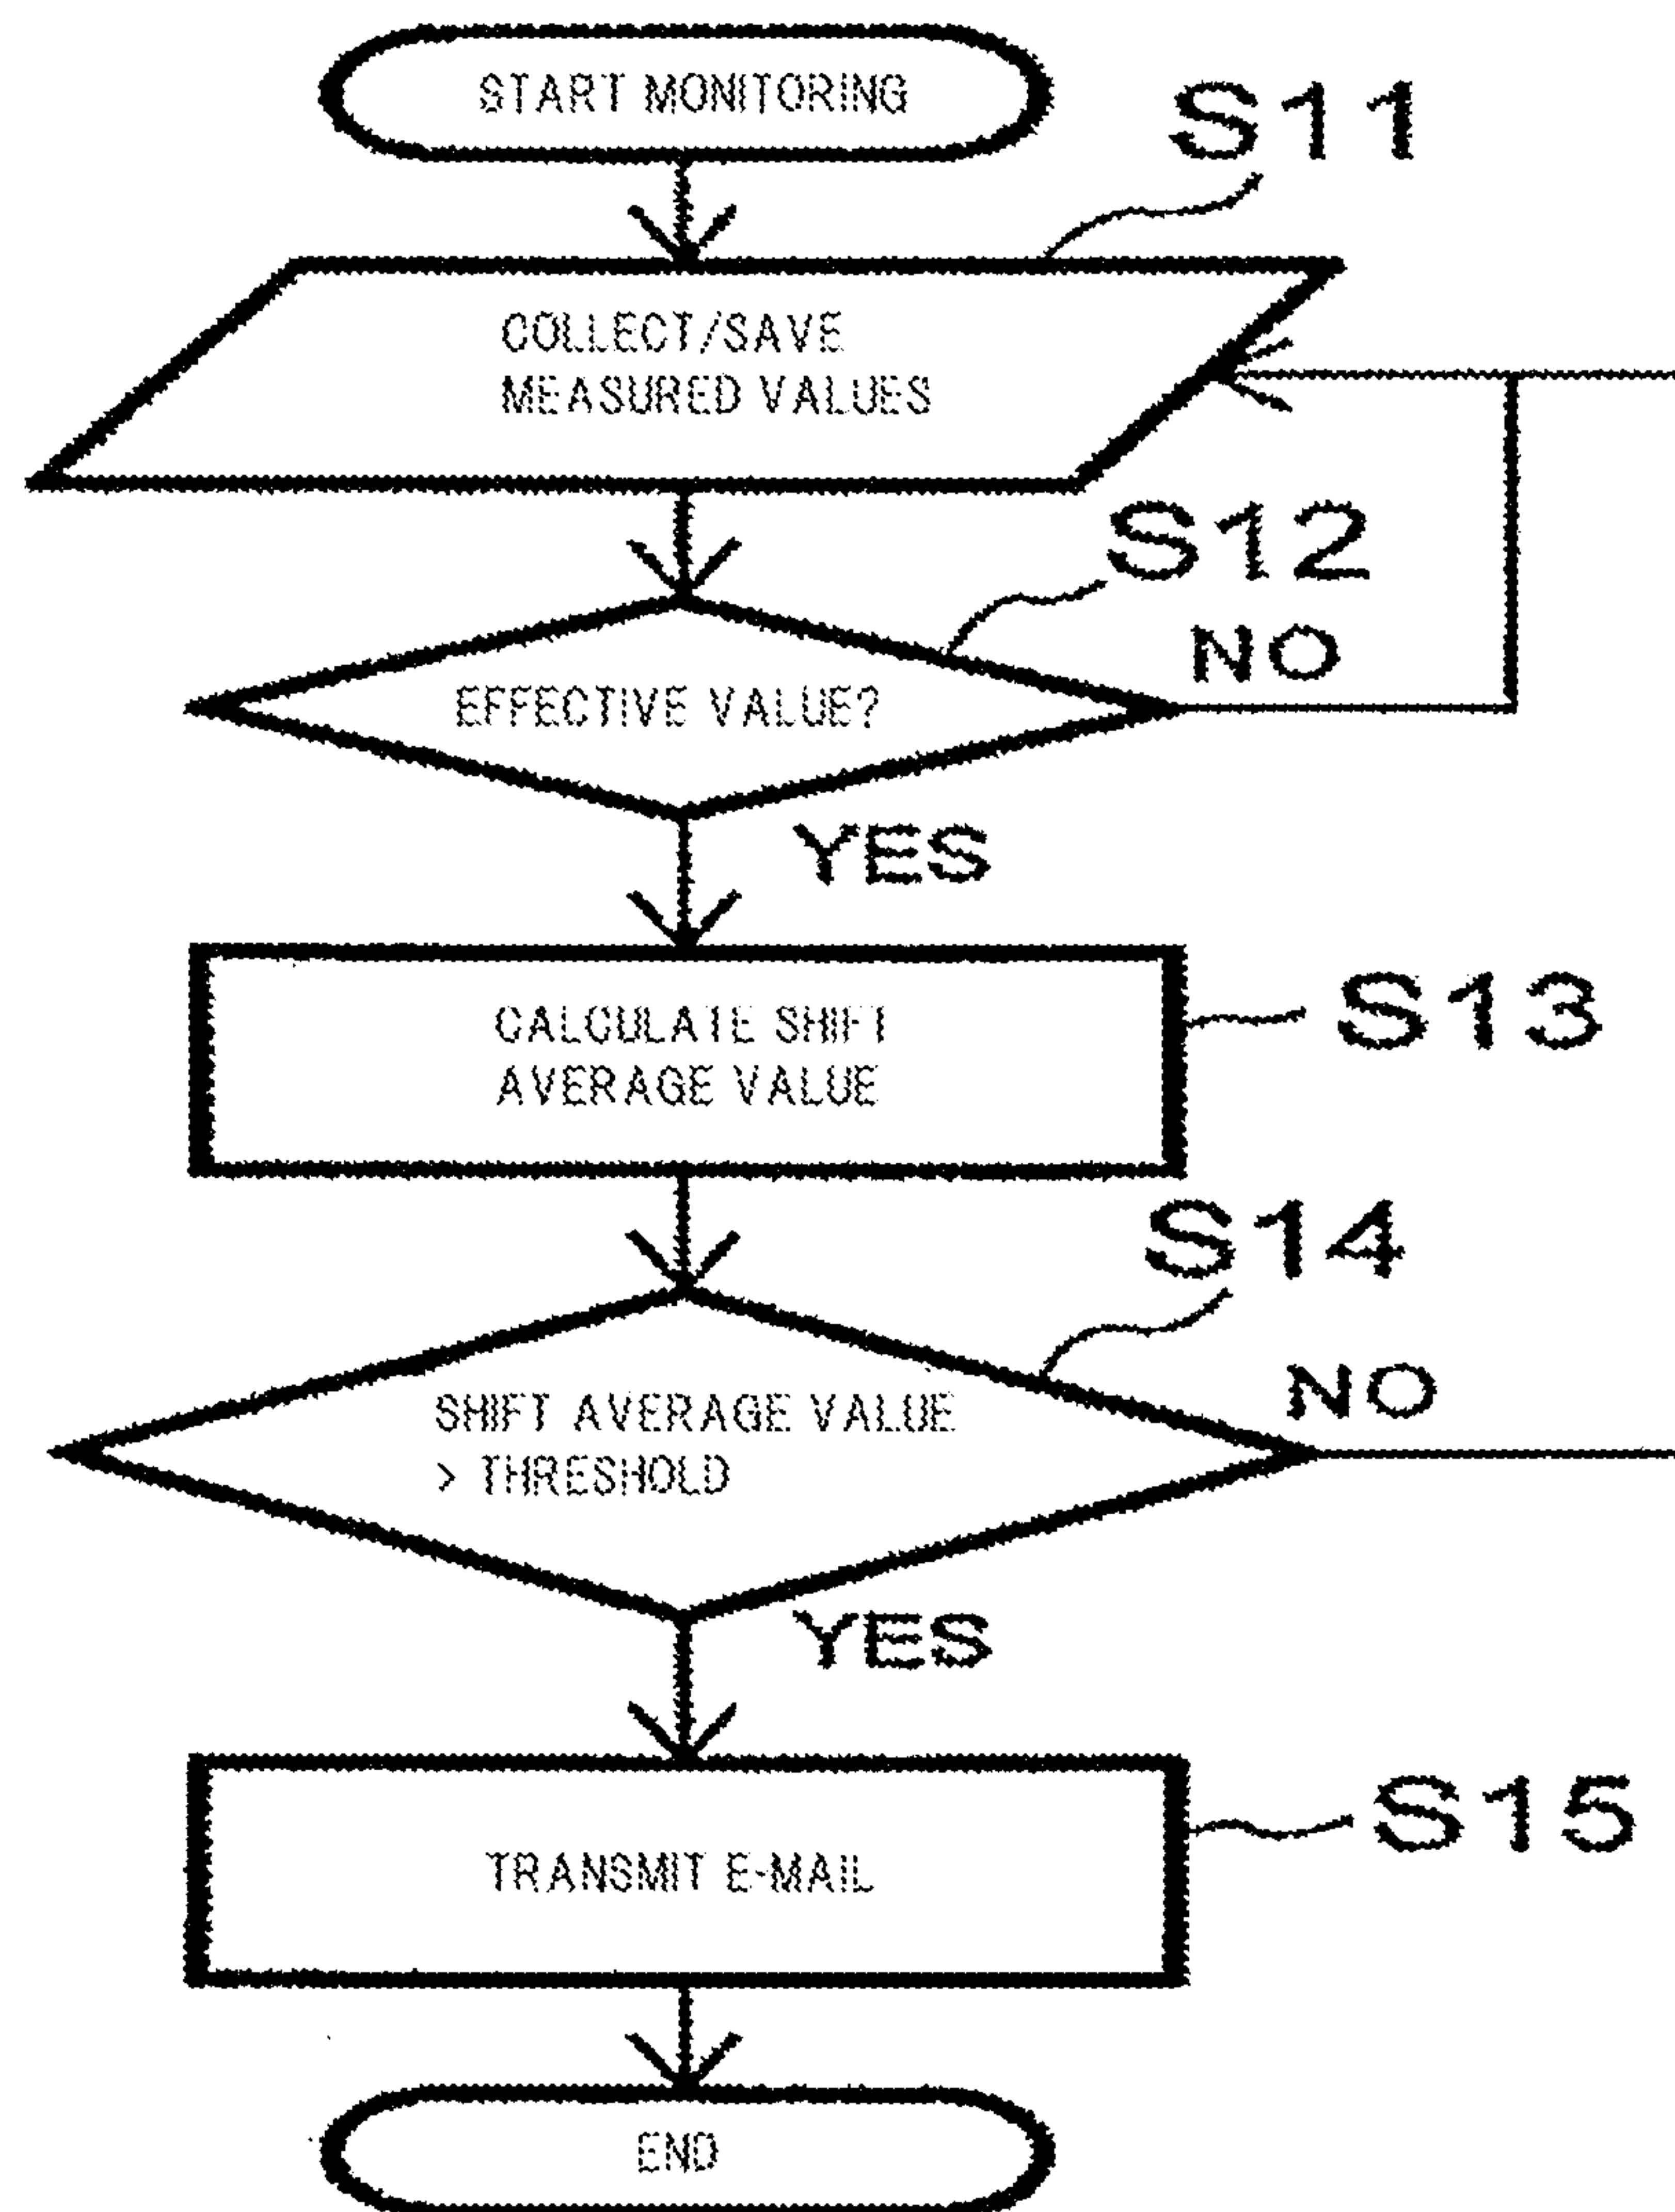 START MONITORING
S11
COLLECT/SAVE
MEASURED VALUES
S12
NO
EFFECTIVE VALUE?
YES
CALCULATE SHIFT
AVERAGE VALUE
S13
S14
NO
SHIFT AVERAGE VALUE
> THRESHOLD
YES
S15
TRANSMIT E-MAIL
END